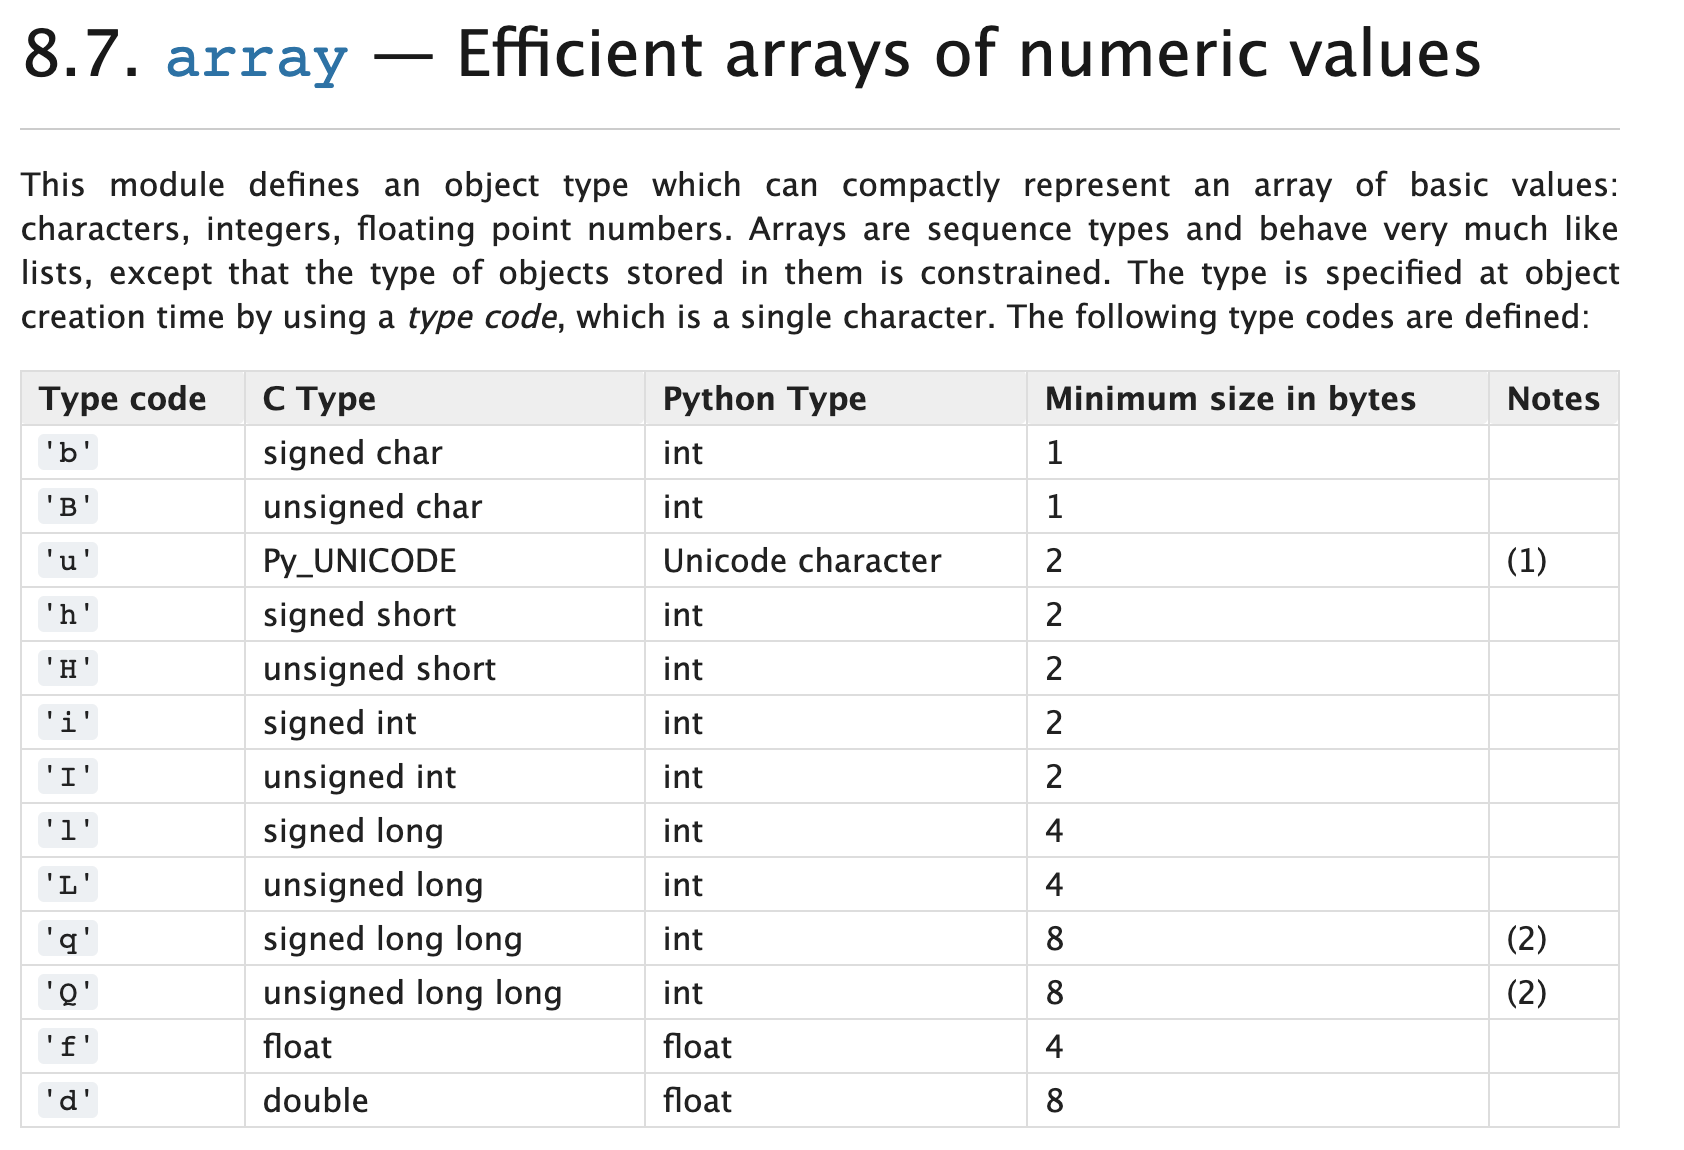 8.7. array — Efficient arrays of numeric values
This module defines an object type which can compactly represent an array of basic values:
characters, integers, floating point numbers. Arrays are sequence types and behave very much like
lists, except that the type of objects stored in them is constrained. The type is specified at object
creation time by using a type code, which is a single character. The following type codes are defined:
Type code C Type Python Type Minimum size in bytes Notes
'b' signed char int 1
'B' unsigned char int 1
'u' Py_UNICODE Unicode character 2 (1)
'h' signed short int 2
'H' unsigned short int 2
'i' signed int int 2
'I' unsigned int int 2
'l' signed long int 4
'L' unsigned long int 4
'q' signed long long int 8 (2)
'Q' unsigned long long int 8 (2)
'f' float float 4
'd' double float 8